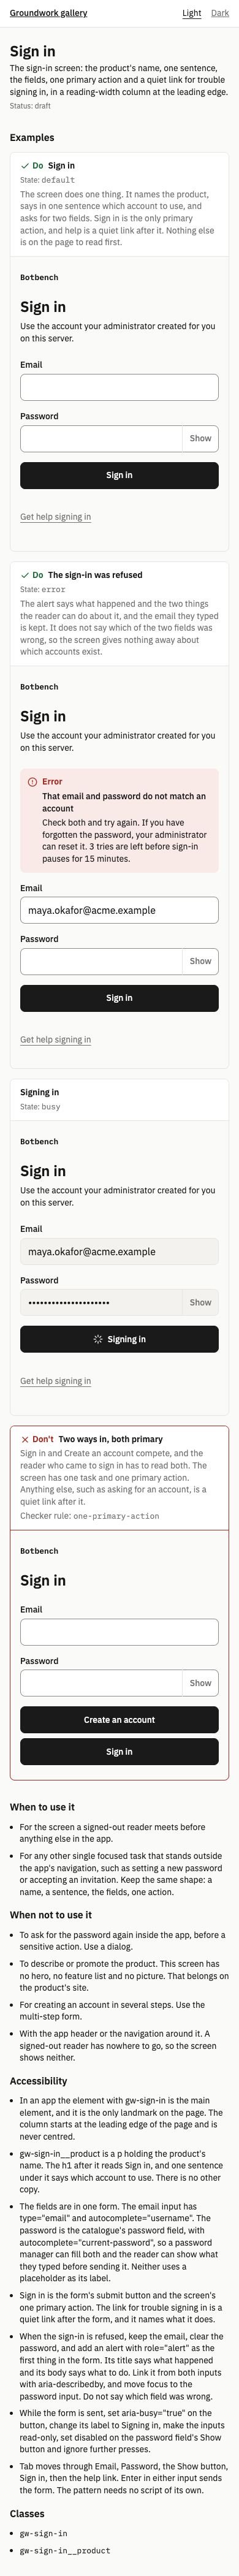 Groundwork gallery Light Dark
Sign in
The sign-in screen: the product's name, one sentence,
the fields, one primary action and a quiet link for trouble
signing in, in a reading-width column at the leading edge.
Status: draft
Examples
Do Sign in
State: default
The screen does one thing. It names the product,
says in one sentence which account to use, and
asks for two fields. Sign in is the only primary
action, and help is a quiet link after it. Nothing else
is on the page to read first.
Botbench
Sign in
Use the account your administrator created for you
on this server.
Email
Password
Show
Sign in
Get help signing in
Do The sign-in was refused
State: error
The alert says what happened and the two things
the reader can do about it, and the email they typed
is kept. It does not say which of the two fields was
wrong, so the screen gives nothing away about
which accounts exist.
Botbench
Sign in
Use the account your administrator created for you
on this server.
Error
That email and password do not match an
account
Check both and try again. If you have
forgotten the password, your administrator
can reset it. 3 tries are left before sign-in
pauses for 15 minutes.
Email
maya.okafor@acme.example
Password
Show
Sign in
Get help signing in
Signing in
State: busy
Botbench
Sign in
Use the account your administrator created for you
on this server.
Email
maya.okafor@acme.example
Password
•••••••••••••••••••••• Show
Signing in
Get help signing in
Don't Two ways in, both primary
Sign in and Create an account compete, and the
reader who came to sign in has to read both. The
screen has one task and one primary action.
Anything else, such as asking for an account, is a
quiet link after it.
Checker rule: one-primary-action
Botbench
Sign in
Email
Password
Show
Create an account
Sign in
When to use it
• For the screen a signed-out reader meets before
anything else in the app.
• For any other single focused task that stands outside
the app's navigation, such as setting a new password
or accepting an invitation. Keep the same shape: a
name, a sentence, the fields, one action.
When not to use it
• To ask for the password again inside the app, before a
sensitive action. Use a dialog.
• To describe or promote the product. This screen has
no hero, no feature list and no picture. That belongs on
the product's site.
• For creating an account in several steps. Use the
multi-step form.
• With the app header or the navigation around it. A
signed-out reader has nowhere to go, so the screen
shows neither.
Accessibility
• In an app the element with gw-sign-in is the main
element, and it is the only landmark on the page. The
column starts at the leading edge of the page and is
never centred.
• gw-sign-in__product is a p holding the product's
name. The h1 after it reads Sign in, and one sentence
under it says which account to use. There is no other
copy.
• The fields are in one form. The email input has
type="email" and autocomplete="username". The
password is the catalogue's password field, with
autocomplete="current-password", so a password
manager can fill both and the reader can show what
they typed before sending it. Neither uses a
placeholder as its label.
• Sign in is the form's submit button and the screen's
one primary action. The link for trouble signing in is a
quiet link after the form, and it names what it does.
• When the sign-in is refused, keep the email, clear the
password, and add an alert with role="alert" as the
first thing in the form. Its title says what happened
and its body says what to do. Link it from both inputs
with aria-describedby, and move focus to the
password input. Do not say which field was wrong.
• While the form is sent, set aria-busy="true" on the
button, change its label to Signing in, make the inputs
read-only, set disabled on the password field's Show
button and ignore further presses.
• Tab moves through Email, Password, the Show button,
Sign in, then the help link. Enter in either input sends
the form. The pattern needs no script of its own.
Classes
• gw-sign-in
• gw-sign-in__product